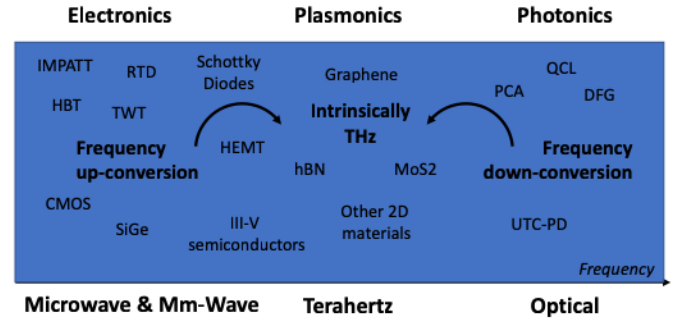 Electronics
Plasmonics
Photonics
IMPATT
RTD
Schottky
Diodes
Graphene
QCL
PCA
DFG
HBT
TWT
Intrinsically
THz
Frequency
up-conversion
HEMT
hBN
MoS2
Frequency
down-conversion
CMOS
SiGe
III-V
semiconductors
Other 2D
materials
UTC-PD
Frequency
Microwave & Mm-Wave
Terahertz
Optical